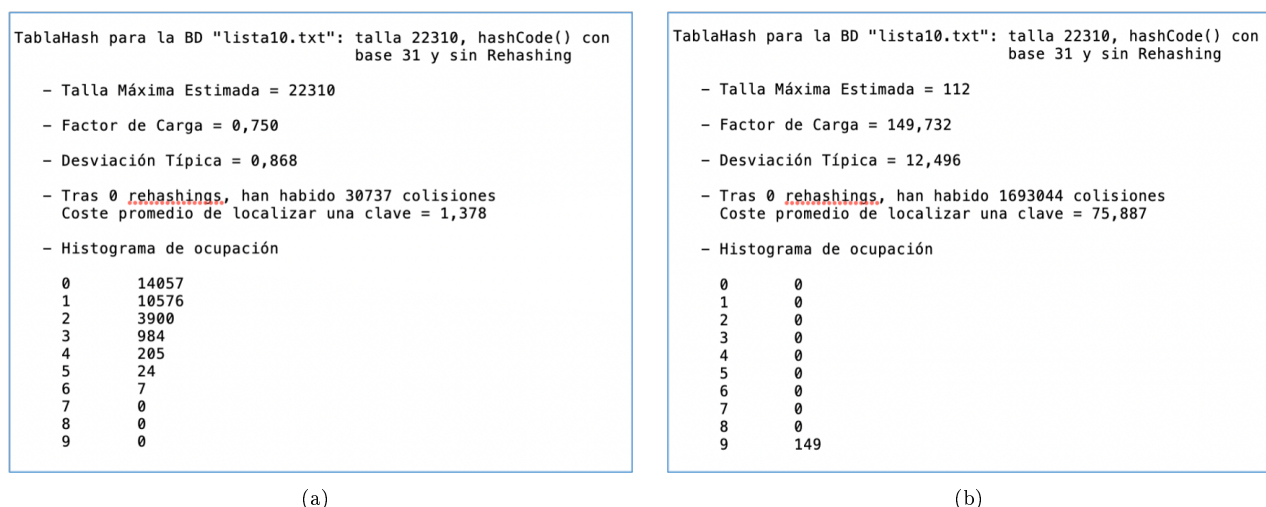 TablaHash para la BD "lista10.txt": talla 22310, hashCode() con
base 31 y sin Rehashing
- Talla Máxima Estimada = 22310
- Factor de Carga = 0,750
- Desviación Típica = 0,868
- Tras 0 rehashings, han habido 30737 colisiones
Coste promedio de localizar una clave = 1,378
- Histograma de ocupación
0 14057
1 10576
2 3900
3 984
4 205
5 24
6 7
7 0
8 0
9 0
(a)
TablaHash para la BD "lista10.txt": talla 22310, hashCode() con
base 31 y sin Rehashing
- Talla Máxima Estimada = 112
- Factor de Carga = 149,732
- Desviación Típica = 12,496
- Tras 0 rehashings, han habido 1693044 colisiones
Coste promedio de localizar una clave = 75,887
- Histograma de ocupación
0 0
1 0
2 0
3 0
4 0
5 0
6 0
7 0
8 0
9 149
(b)